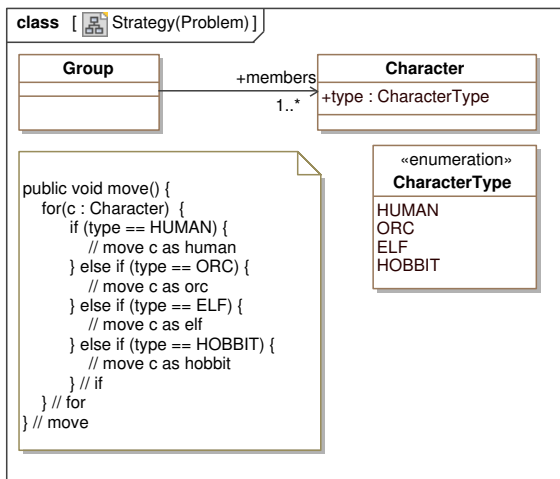 class [ Strategy(Problem) ]
Group
+members
1..*
Character
+type : CharacterType
«enumeration»
CharacterType
HUMAN
ORC
ELF
HOBBIT
public void move() {
for(c : Character) {
if (type == HUMAN) {
// move c as human
} else if (type == ORC) {
// move c as orc
} else if (type == ELF) {
// move c as elf
} else if (type == HOBBIT) {
// move c as hobbit
} // if
} // for
} // move